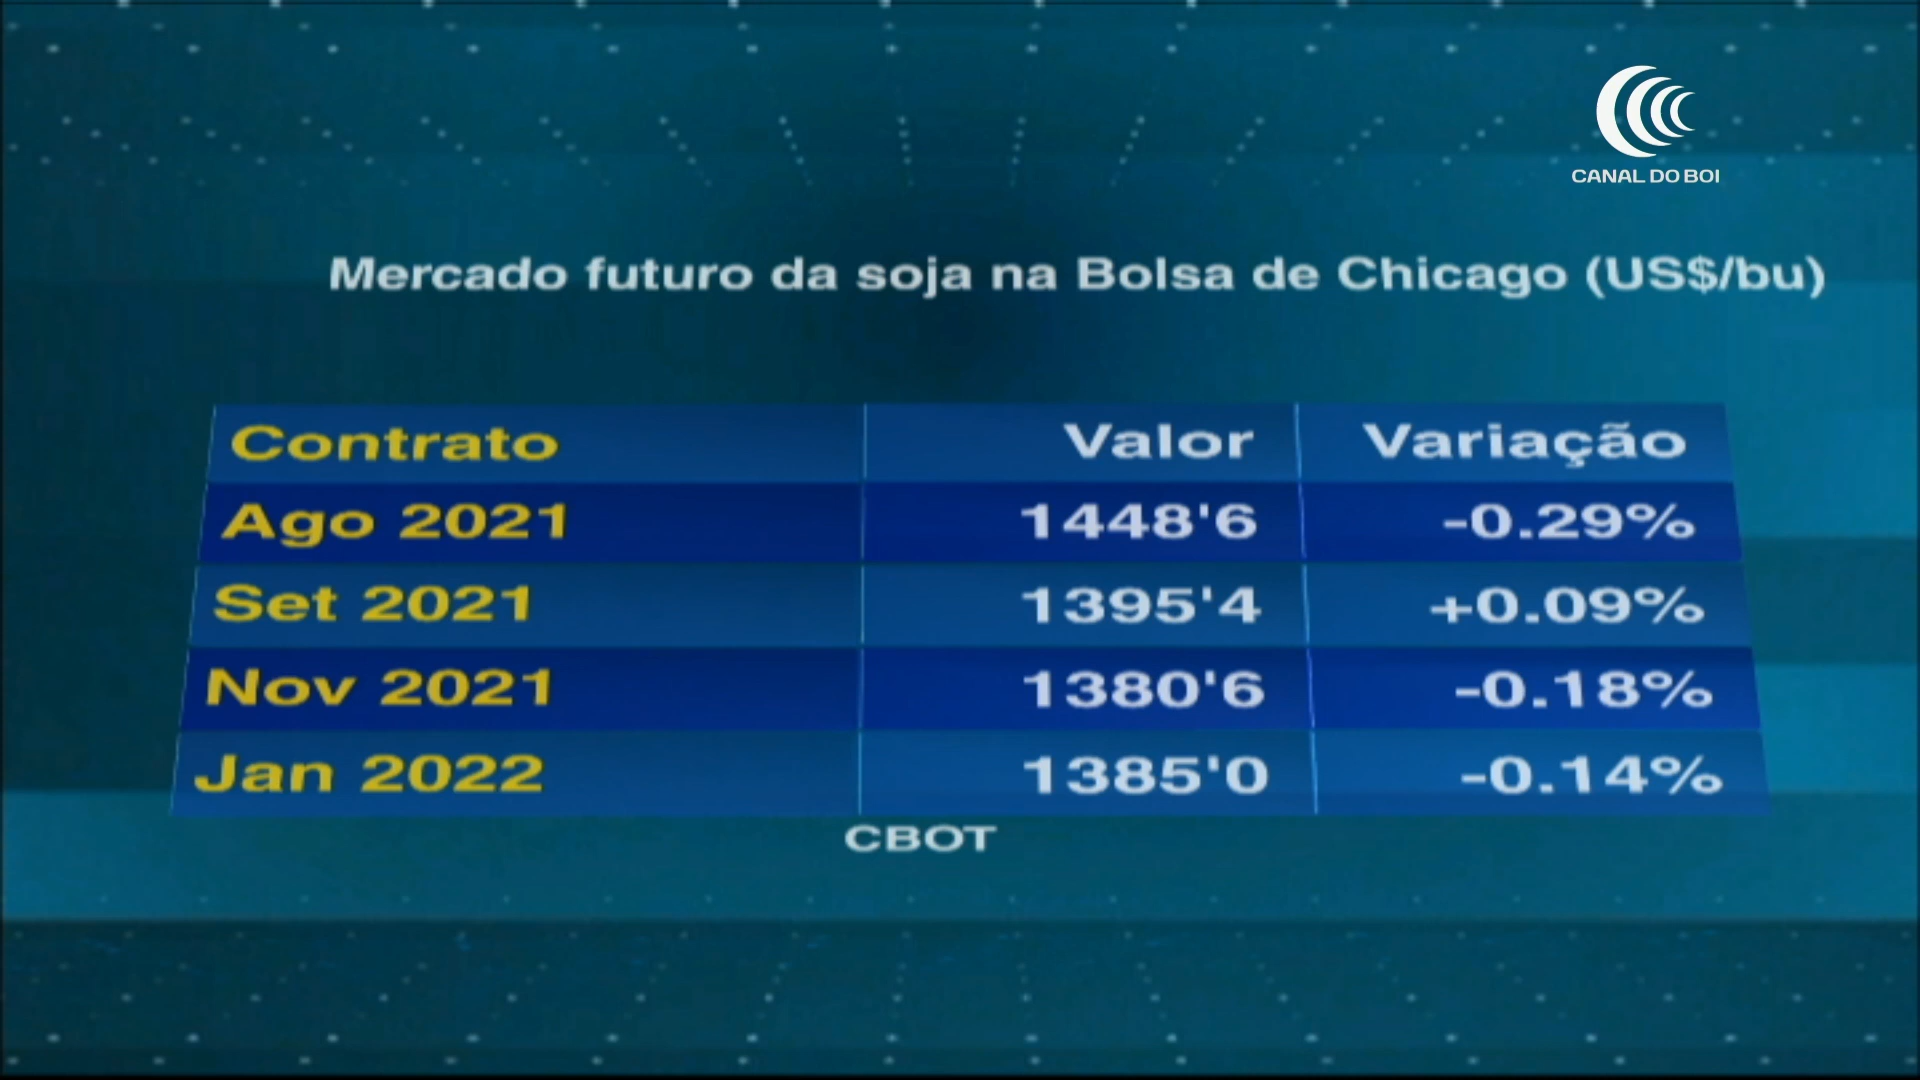 CANAL DO BOI
Mercado futuro da soja na Bolsa de Chicago (US$/bu)
Contrato Valor Variação
Ago 2021 1448'6 -0.29%
Set 2021 1395'4 +0.09%
Nov 2021 1380'6 -0.18%
Jan 2022 1385'0 -0.14%
CBOT